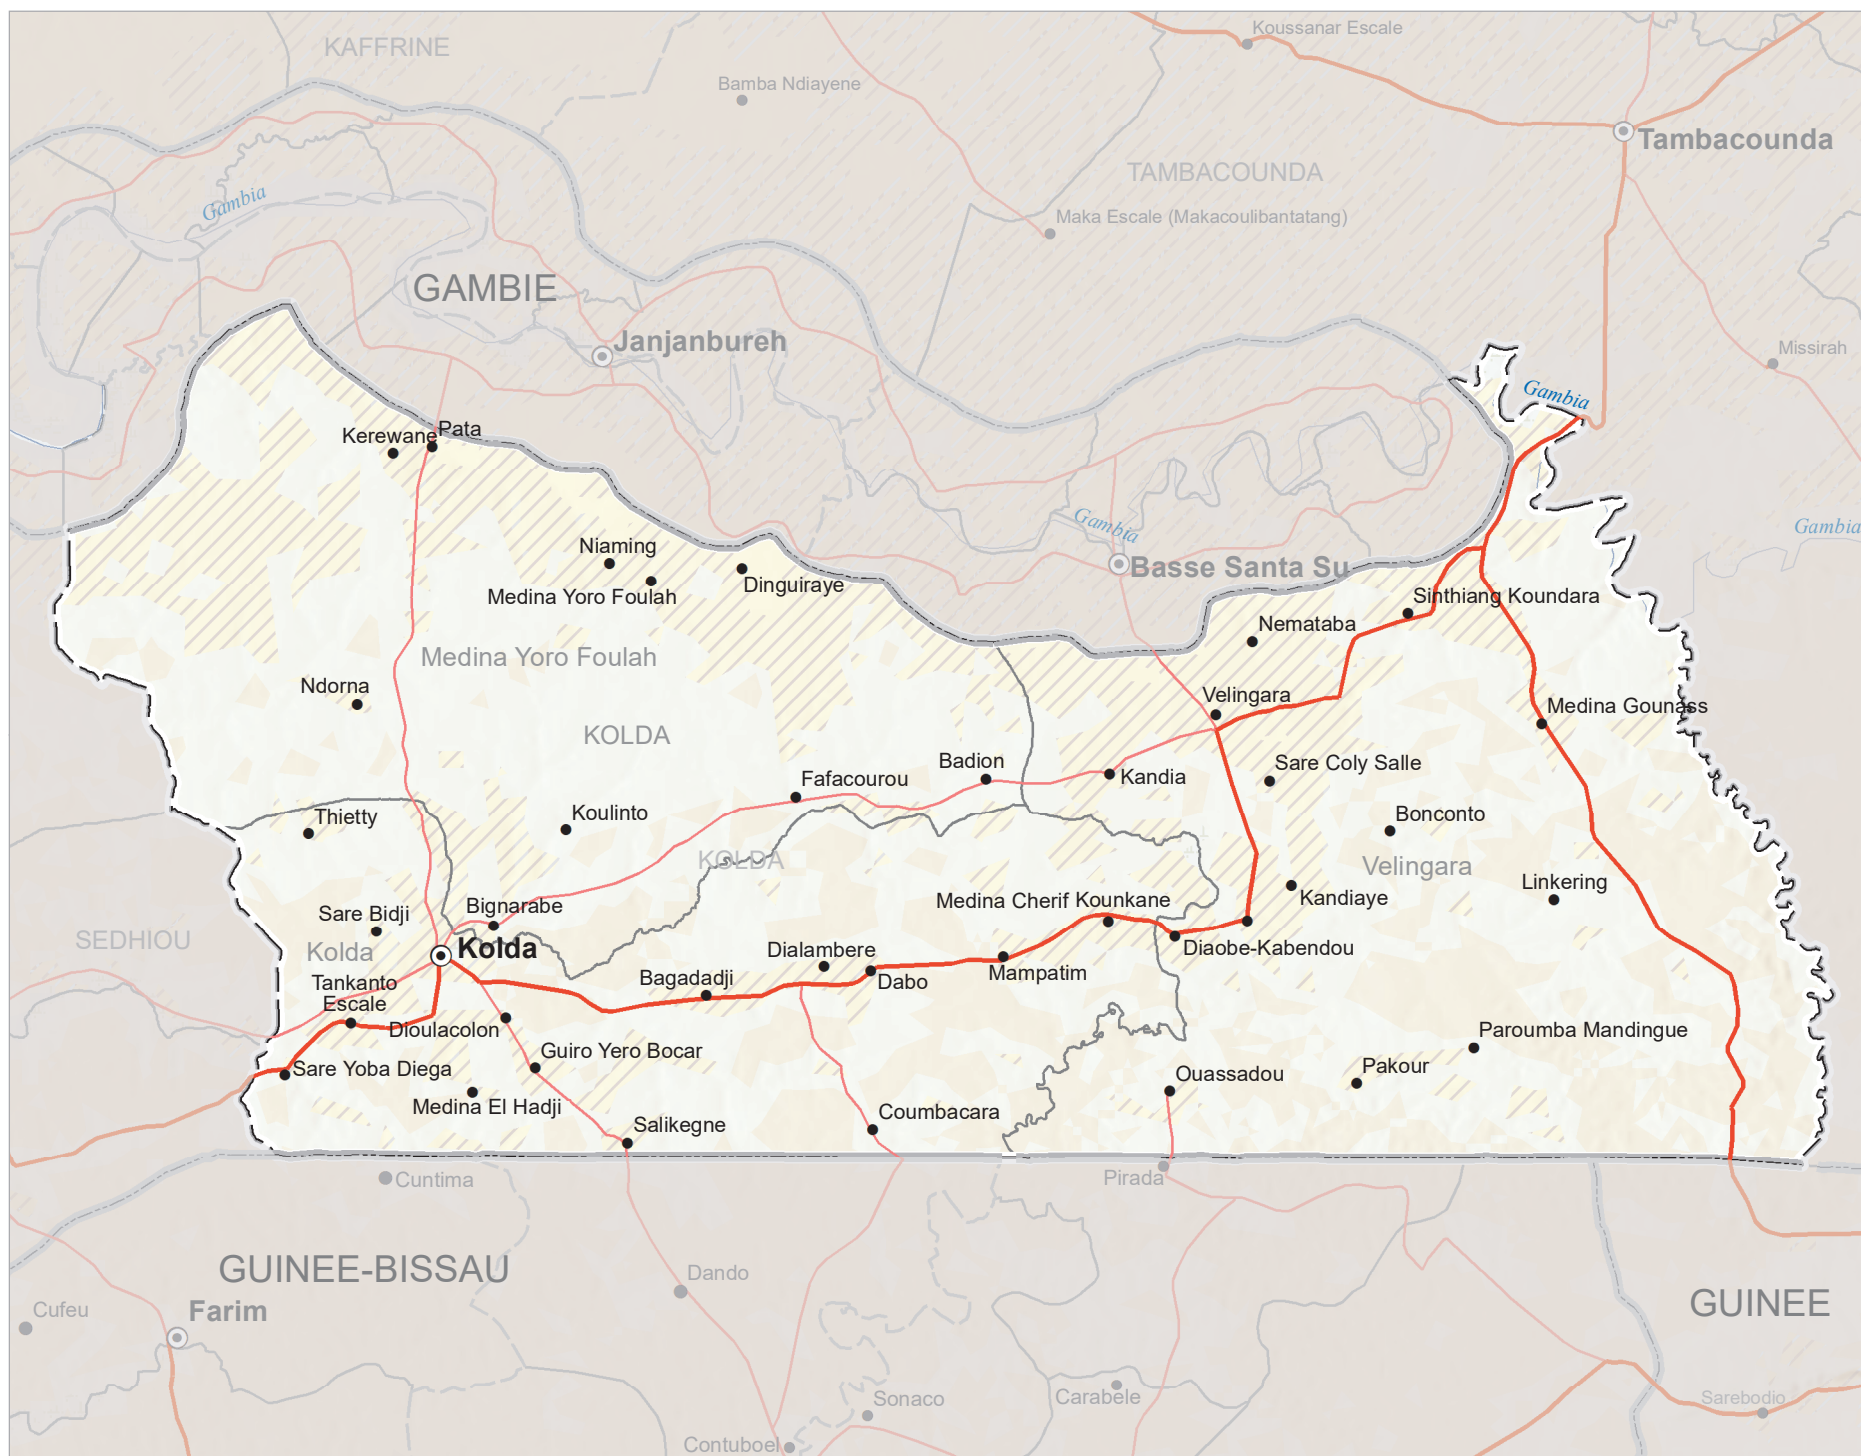 Koussanar Escale
KAFFRINE
Bamba Ndiayene
Tambacounda
TAMBACOUNDA
Gambia
Maka Escale (Makacoulibantatang)
GAMBIE
Janjanbureh
Missirah
Gambia
Pata
Kerewane
Gambia
Gambia
Niaming
Basse Santa Su
Dinguiraye
Medina Yoro Foulah
Sinthiang Koundara
Nemataba
Medina Yoro Foulah
Ndorna
Velingara
Medina Gounass
KOLDA
Badion
Sare Coly Salle
Fafacourou
Kandia
Koulinto
Thietty
Bonconto
KOLDA
Velingara
Linkering
Medina Cherif Kounkane
Kandiaye
Bignarabe
Sare Bidji
SEDHIOU
Kolda
Kolda
Diaobe-Kabendou
Dialambere
Mampatim
Bagadadji
Dabo
Tankanto
Escale
Dioulacolon
Paroumba Mandingue
Guiro Yero Bocar
Sare Yoba Diega
Pakour
Ouassadou
Medina El Hadji
Coumbacara
Salikegne
Cuntima
Pirada
GUINEE-BISSAU
Dando
GUINEE
Cufeu
Farim
Carabele
Sarebodio
Sonaco
Contuboel